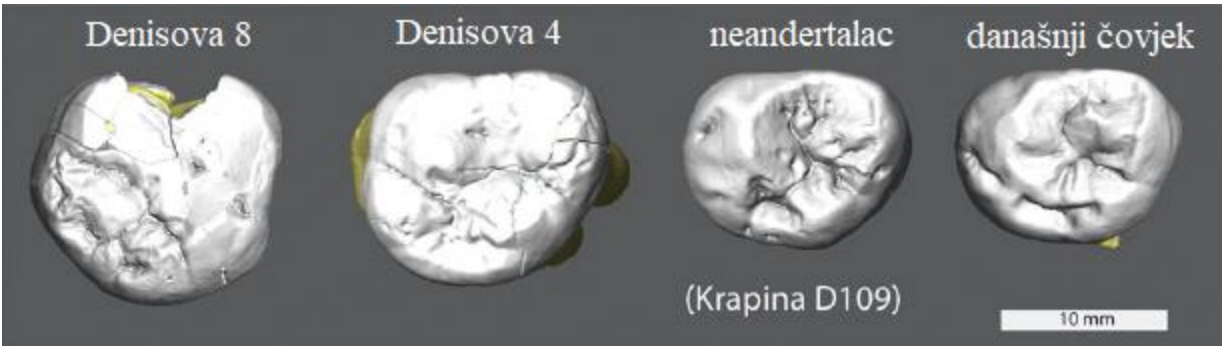 Denisova 8
Denisova 4
neandertalac
današnji čovjek
(Krapina D109)
10 mm